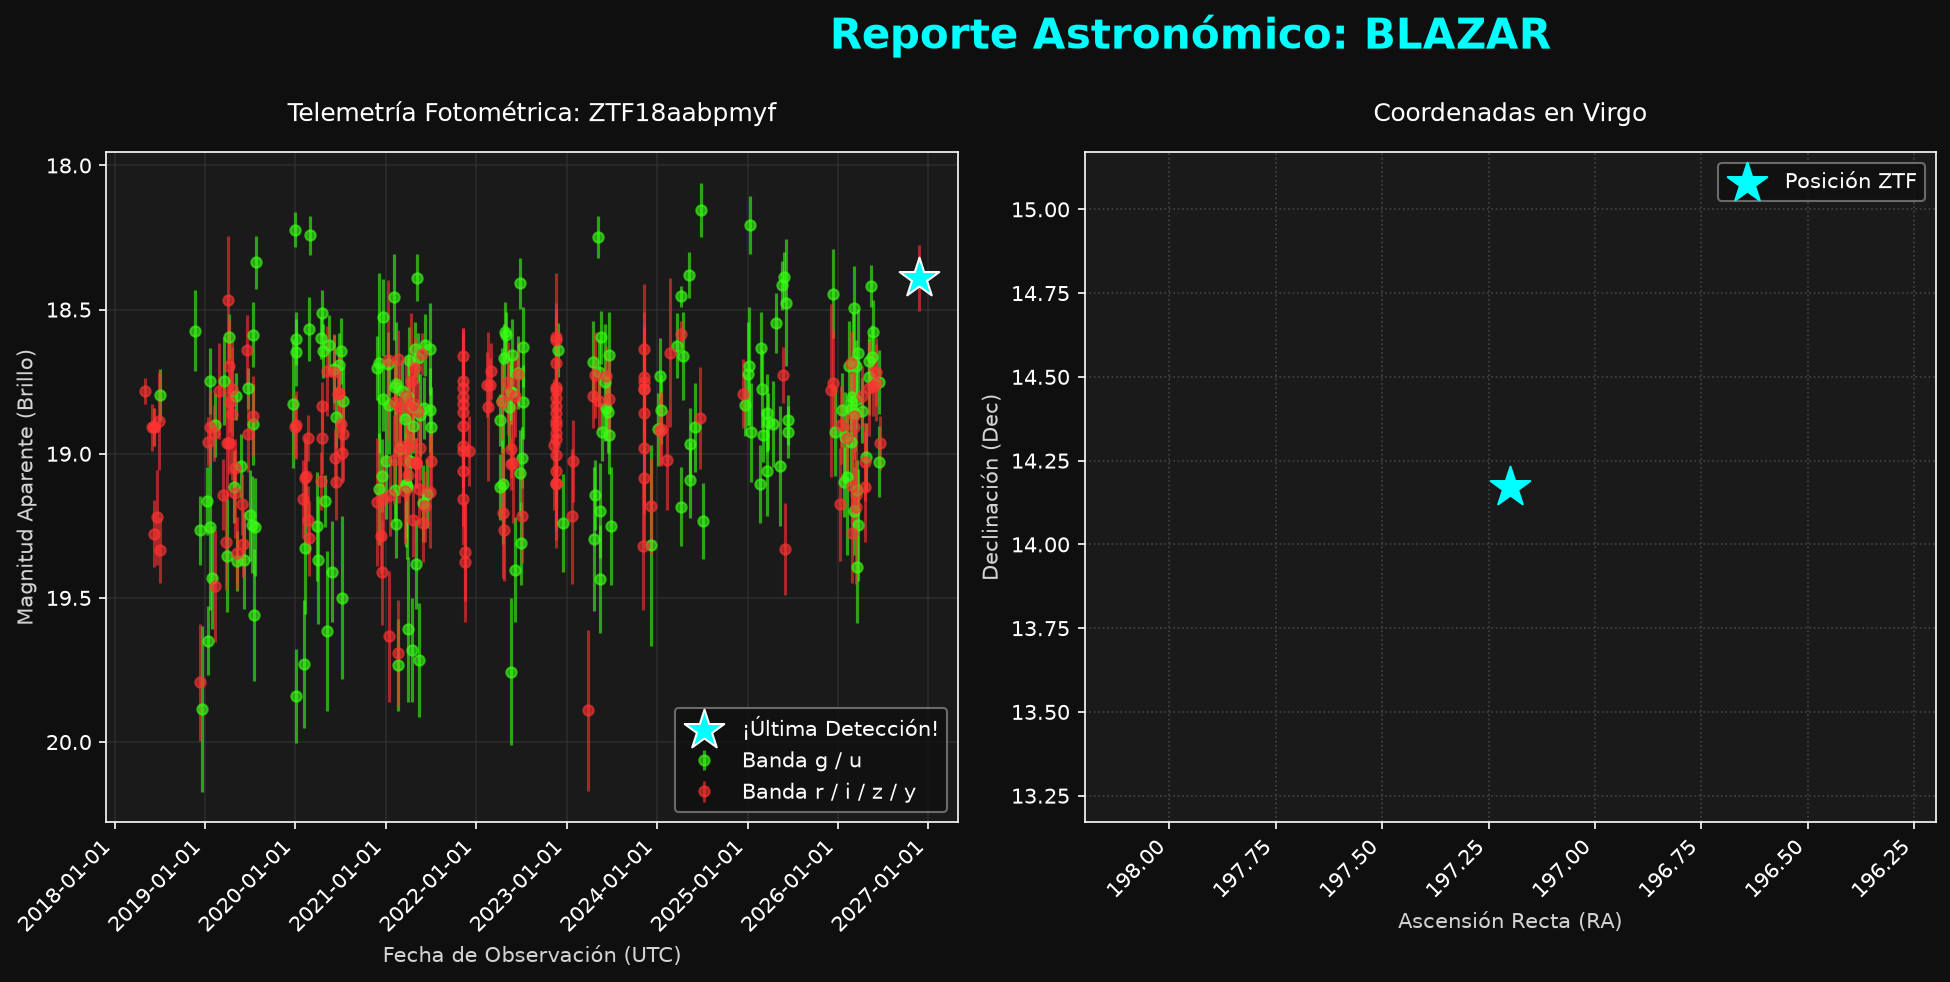 Reporte Astronómico: BLAZAR
Telemetría Fotométrica: ZTF18aabpmyf
18.0
18.5
19.0
19.5
20.0
Magnitud Aparente (Brillo)
¡Última Detección!
Banda g / u
Banda r / i / z / y
2018-01-01
2019-01-01
2020-01-01
2021-01-01
2022-01-01
2023-01-01
2024-01-01
2025-01-01
2026-01-01
2027-01-01
Fecha de Observación (UTC)
Coordenadas en Virgo
Posición ZTF
15.00
14.75
14.50
14.25
14.00
13.75
13.50
13.25
Declinación (Dec)
198.00
197.75
197.50
197.25
197.00
196.75
196.50
196.25
Ascensión Recta (RA)